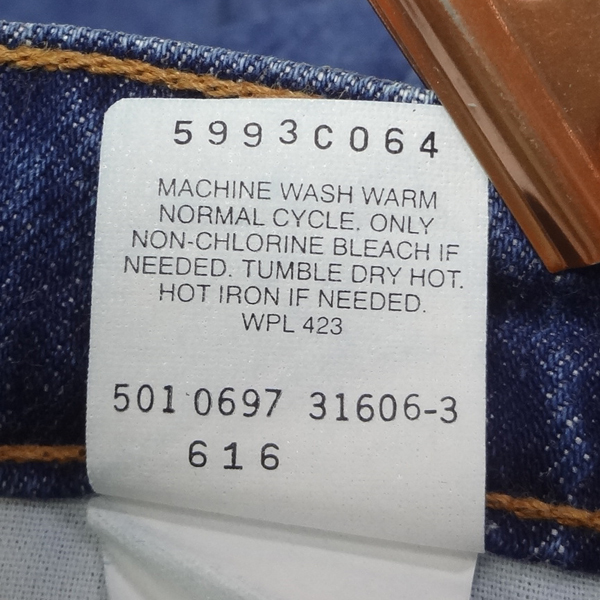 5993C064
MACHINE WASH WARM
NORMAL CYCLE. ONLY
NON-CHLORINE BLEACH IF
NEEDED. TUMBLE DRY HOT.
HOT IRON IF NEEDED.
WPL 423
501 0697 31606-3
616